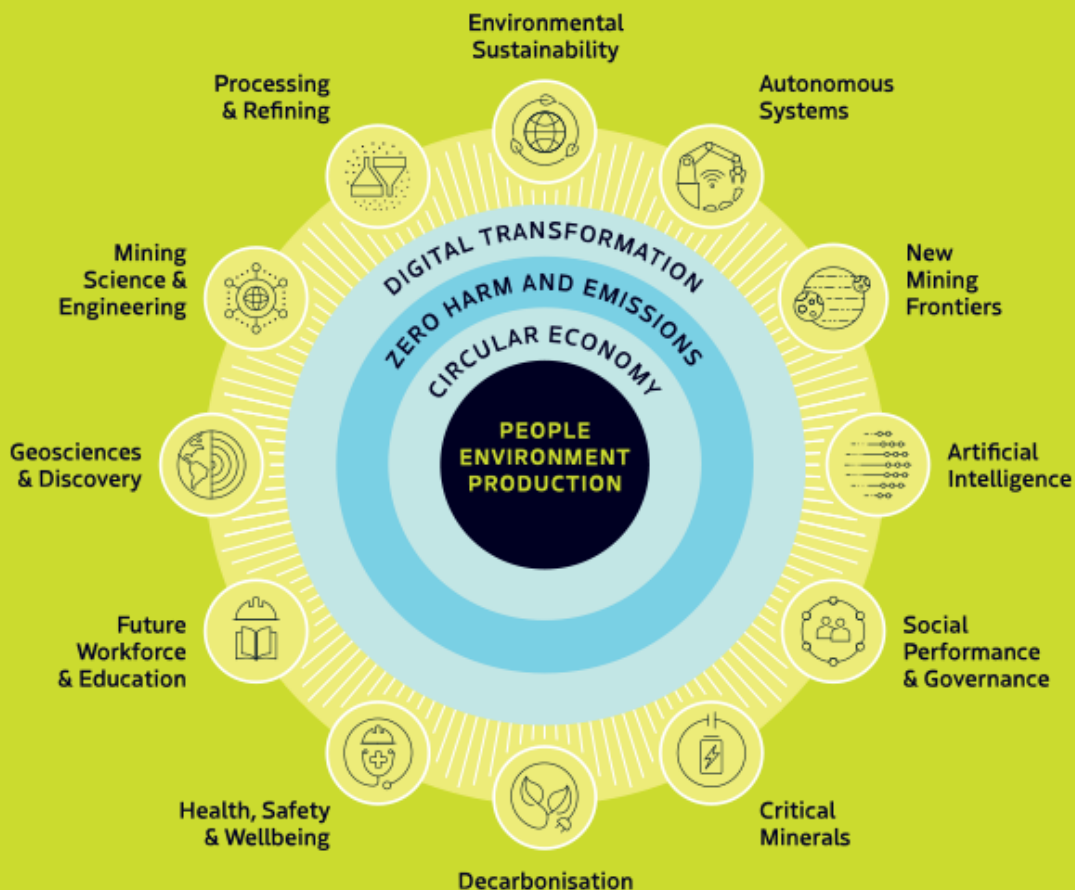 Environmental
Sustainability
Autonomous
Systems
New
Mining
Frontiers
Artificial
Intelligence
Social
Performance
& Governance
Critical
Minerals
Decarbonisation
Health, Safety
& Wellbeing
Future
Workforce
& Education
Geosciences
& Discovery
Mining
Science &
Engineering
Processing
& Refining
DIGITAL TRANSFORMATION
ZERO HARM AND EMISSIONS
CIRCULAR ECONOMY
PEOPLE
ENVIRONMENT
PRODUCTION